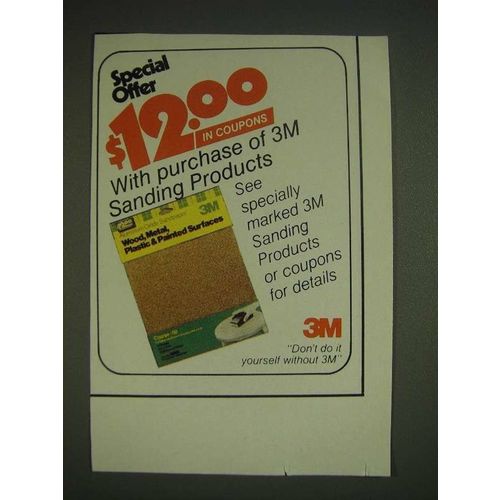 Special
Offer
$12.00
IN COUPONS
With purchase of 3M
Sanding Products
See
specially
marked 3M
Sanding
Products
or coupons
for details
3M
Wood, Metal,
Plastic & Painted Surfaces
3M
"Don't do it
yourself without 3M"